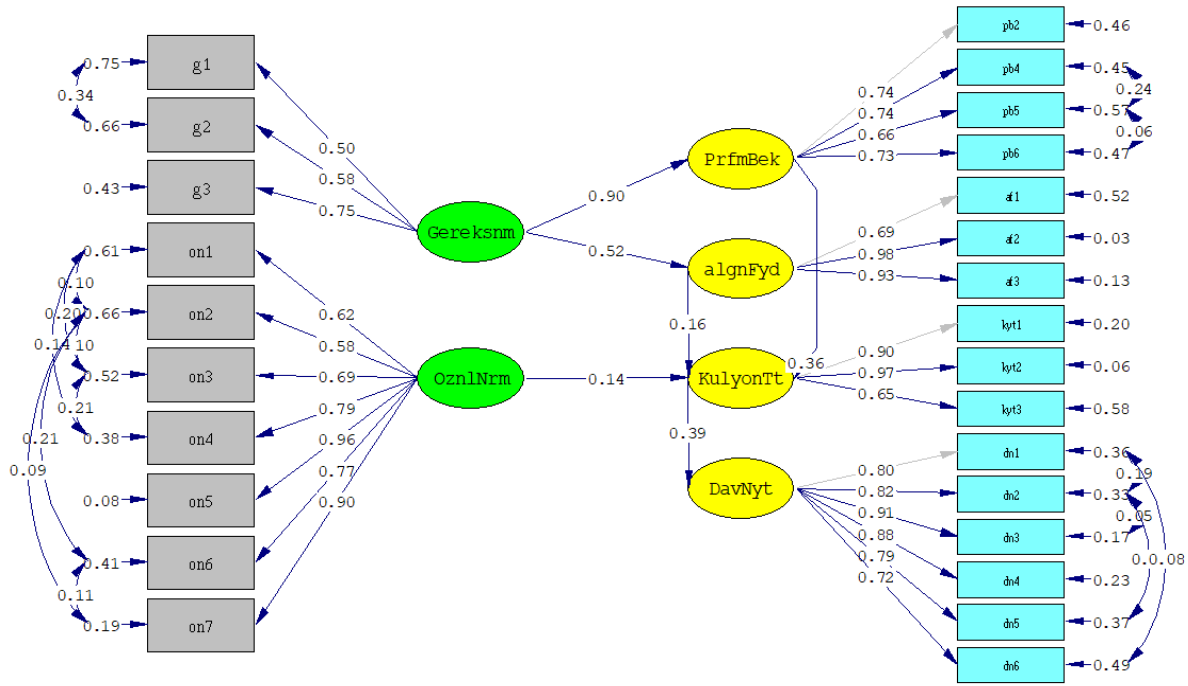 0.75 g1
0.34
0.66 g2
0.43 g3
0.61 on1
0.10
0.20 0.66 on2
0.14 10
0.52 on3
0.21
0.38 on4
0.21
0.09
0.08 on5
0.41 on6
0.11
0.19 on7
0.50
0.58
0.75
0.62
0.58
0.69
0.79
0.96
0.77
0.90
Gereksnm
OznlNrm
0.90
0.52
0.14
PrfmBek
algnFyd
0.16
0.36
KulyonTt
0.39
DavNyt
0.74
0.74
0.66
0.73
0.69
0.98
0.93
0.90
0.97
0.65
0.80
0.82
0.91
0.88
0.79
0.72
pb2 0.46
pb4 0.45
0.24
pb5 0.57
0.06
pb6 0.47
af1 0.52
af2 0.03
af3 0.13
kyt1 0.20
kyt2 0.06
kyt3 0.58
dn1 0.36
0.19
dn2 0.33
0.05
dn3 0.17
0.08
dn4 0.23
dn5 0.37
dn6 0.49